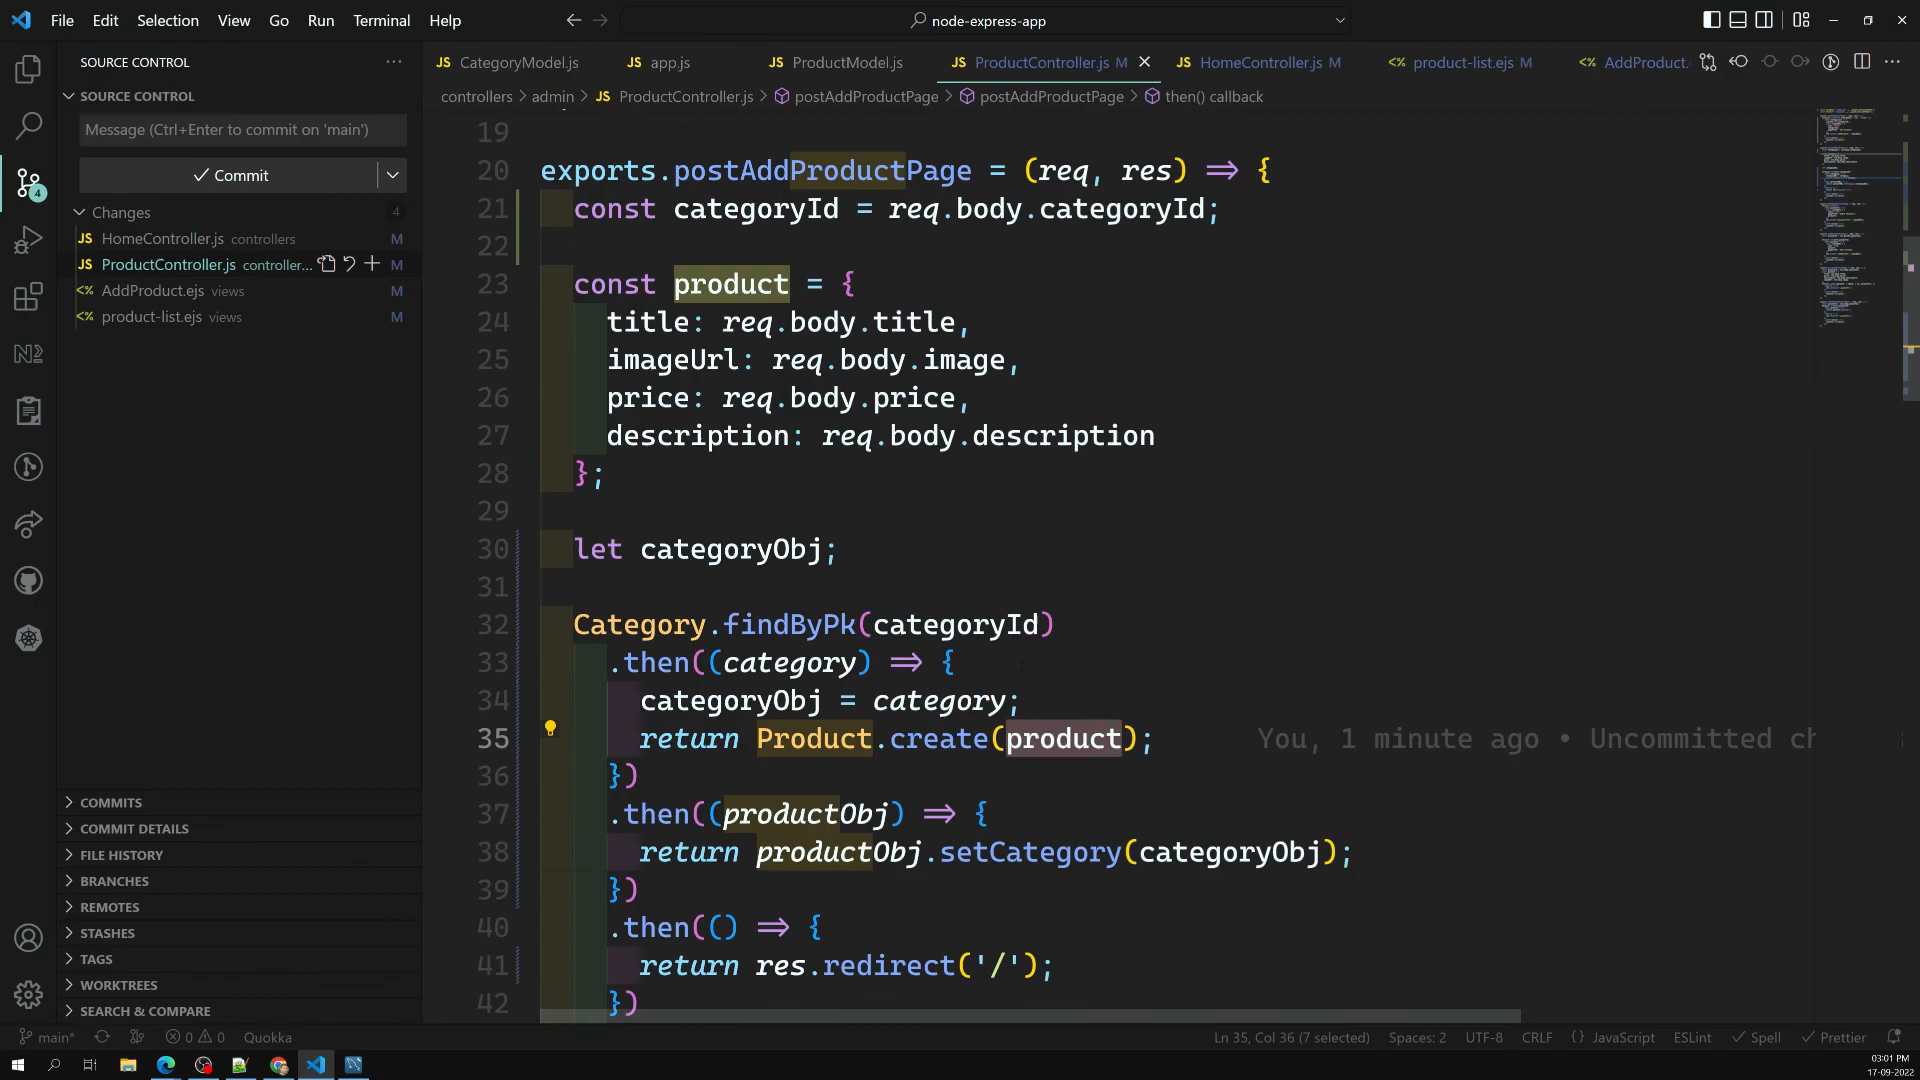 File Edit Selection View Go Run Terminal Help
node-express-app
SOURCE CONTROL
SOURCE CONTROL
Message (Ctrl+Enter to commit on 'main')
Commit
Changes 4
JS HomeController.js controllers M
JS ProductController.js controller... M
<% AddProduct.ejs views M
<% product-list.ejs views M
4
COMMITS
COMMIT DETAILS
FILE HISTORY
BRANCHES
REMOTES
STASHES
TAGS
WORKTREES
SEARCH & COMPARE
JS CategoryModel.js JS app.js JS ProductModel.js JS ProductController.js M JS HomeController.js M <% product-list.ejs M <% AddProduct.
controllers > admin > JS ProductController.js > postAddProductPage > postAddProductPage > then() callback
19
20 exports.postAddProductPage = (req, res) => {
21 const categoryId = req.body.categoryId;
22
23 const product = {
24 title: req.body.title,
25 imageUrl: req.body.image,
26 price: req.body.price,
27 description: req.body.description
28 };
29
30 let categoryObj;
31
32 Category.findByPk(categoryId)
33 .then((category) => {
34 categoryObj = category;
35 return Product.create(product); You, 1 minute ago • Uncommitted ch
36 })
37 .then((productObj) => {
38 return productObj.setCategory(categoryObj);
39 })
40 .then(() => {
41 return res.redirect('/');
42 })
main* 0 0 Quokka
Ln 35, Col 36 (7 selected) Spaces: 2 UTF-8 CRLF {} JavaScript ESLint Spell Prettier
03:01 PM
17-09-2022